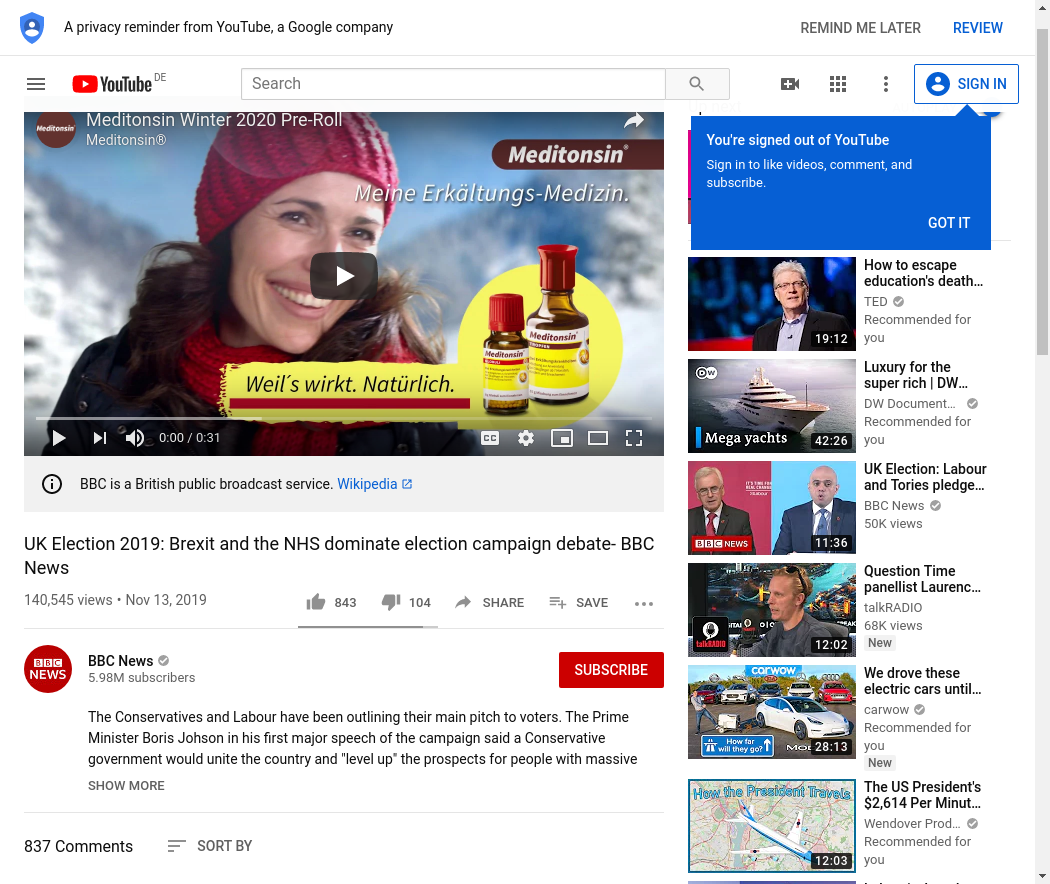 A privacy reminder from YouTube, a Google company
REMIND ME LATER
REVIEW
YouTube DE
Search
SIGN IN
You're signed out of YouTube
Sign in to like videos, comment, and
subscribe.
GOT IT
Meditonsin
Meditonsin Winter 2020 Pre-Roll
Meditonsin®
Meditonsin®
Meine Erkältungs-Medizin.
Meditonsin
Meditonsin
Weil´s wirkt. Natürlich.
0:00 / 0:31
CC
BBC is a British public broadcast service. Wikipedia
UK Election 2019: Brexit and the NHS dominate election campaign debate- BBC
News
140,545 views • Nov 13, 2019
843
104
SHARE
SAVE
BBC
NEWS
BBC News
5.98M subscribers
SUBSCRIBE
The Conservatives and Labour have been outlining their main pitch to voters. The Prime
Minister Boris Johson in his first major speech of the campaign said a Conservative
government would unite the country and "level up" the prospects for people with massive
SHOW MORE
837 Comments
SORT BY
19:12
How to escape
education's death...
TED
Recommended for
you
DW
Mega yachts
42:26
Luxury for the
super rich | DW...
DW Document...
Recommended for
you
BBC NEWS
11:36
UK Election: Labour
and Tories pledge...
BBC News
50K views
talkRADIO
12:02
Question Time
panellist Laurenc...
talkRADIO
68K views
New
carwow
How far
will they go?
28:13
We drove these
electric cars until...
carwow
Recommended for
you
New
How the President Travels
12:03
The US President's
$2,614 Per Minut...
Wendover Prod...
Recommended for
you